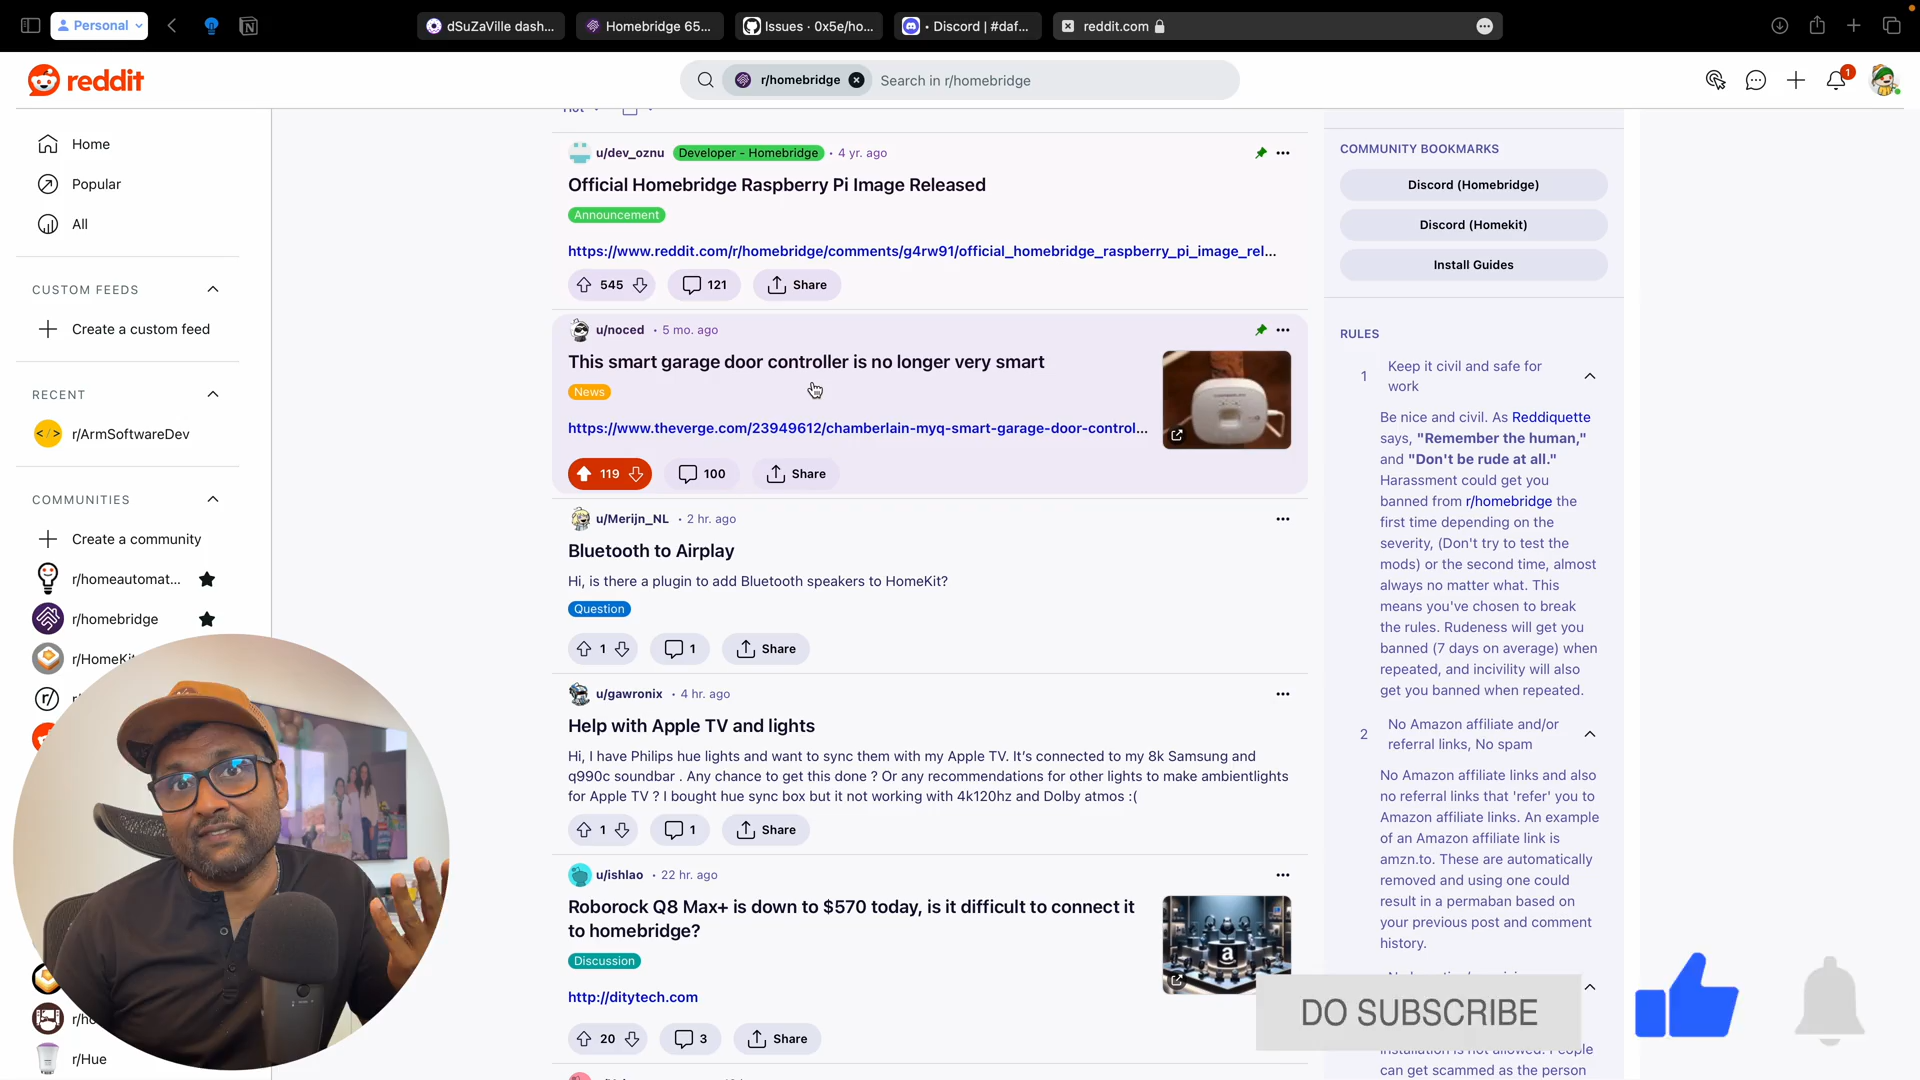 Personal
dSuZaVille dash...
Homebridge 65...
Issues · 0x5e/ho...
• Discord | #daf...
reddit.com
reddit
r/homebridge
Search in r/homebridge
1
Home
Popular
All
CUSTOM FEEDS
Create a custom feed
RECENT
r/ArmSoftwareDev
COMMUNITIES
Create a community
r/homeautomat...
r/homebridge
r/HomeKit
r/Hue
u/dev_oznu Developer - Homebridge • 4 yr. ago
Official Homebridge Raspberry Pi Image Released
Announcement
https://www.reddit.com/r/homebridge/comments/g4rw91/official_homebridge_raspberry_pi_image_rel...
545
121
Share
u/noced • 5 mo. ago
This smart garage door controller is no longer very smart
News
https://www.theverge.com/23949612/chamberlain-myq-smart-garage-door-control...
119
100
Share
u/Merijn_NL • 2 hr. ago
Bluetooth to Airplay
Hi, is there a plugin to add Bluetooth speakers to HomeKit?
Question
1
1
Share
u/gawronix • 4 hr. ago
Help with Apple TV and lights
Hi, I have Philips hue lights and want to sync them with my Apple TV. It's connected to my 8k Samsung and
q990c soundbar . Any chance to get this done ? Or any recommendations for other lights to make ambientlights
for Apple TV ? I bought hue sync box but it not working with 4k120hz and Dolby atmos :(
1
1
Share
u/ishlao • 22 hr. ago
Roborock Q8 Max+ is down to $570 today, is it difficult to connect it
to homebridge?
Discussion
http://ditytech.com
20
3
Share
COMMUNITY BOOKMARKS
Discord (Homebridge)
Discord (Homekit)
Install Guides
RULES
1
Keep it civil and safe for
work
Be nice and civil. As Reddiquette
says, "Remember the human,"
and "Don't be rude at all."
Harassment could get you
banned from r/homebridge the
first time depending on the
severity, (Don't try to test the
mods) or the second time, almost
always no matter what. This
means you've chosen to break
the rules. Rudeness will get you
banned (7 days on average) when
repeated, and incivility will also
get you banned when repeated.
2
No Amazon affiliate and/or
referral links, No spam
No Amazon affiliate links and also
no referral links that 'refer' you to
Amazon affiliate links. An example
of an Amazon affiliate link is
amzn.to. These are automatically
removed and using one could
result in a permaban based on
your previous post and comment
history.
DO SUBSCRIBE
installation is not allowed. People
can get scammed as the person